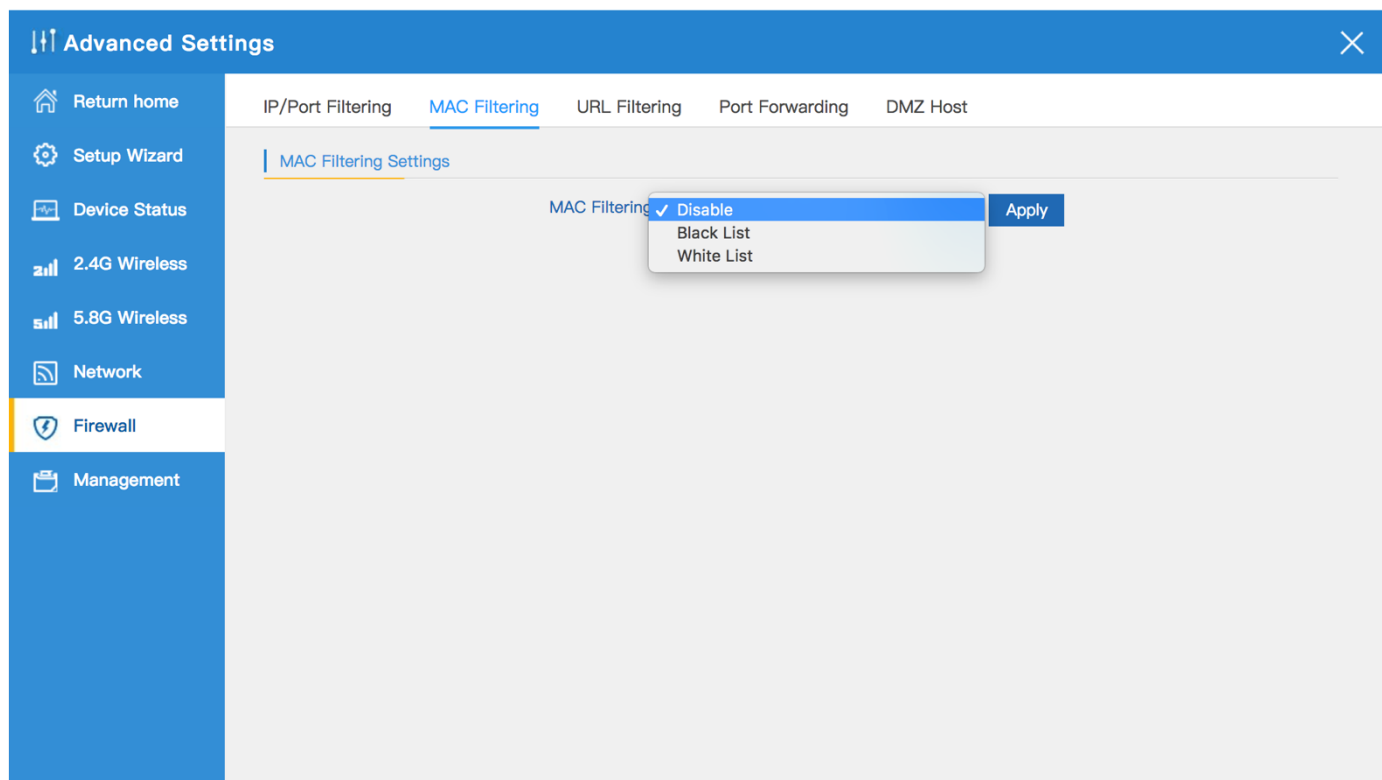 Advanced Settings
Return home
Setup Wizard
Device Status
2.4G Wireless
5.8G Wireless
Network
Firewall
Management
IP/Port Filtering MAC Filtering URL Filtering Port Forwarding DMZ Host
MAC Filtering Settings
MAC Filtering ✓ Disable Apply
Black List
White List